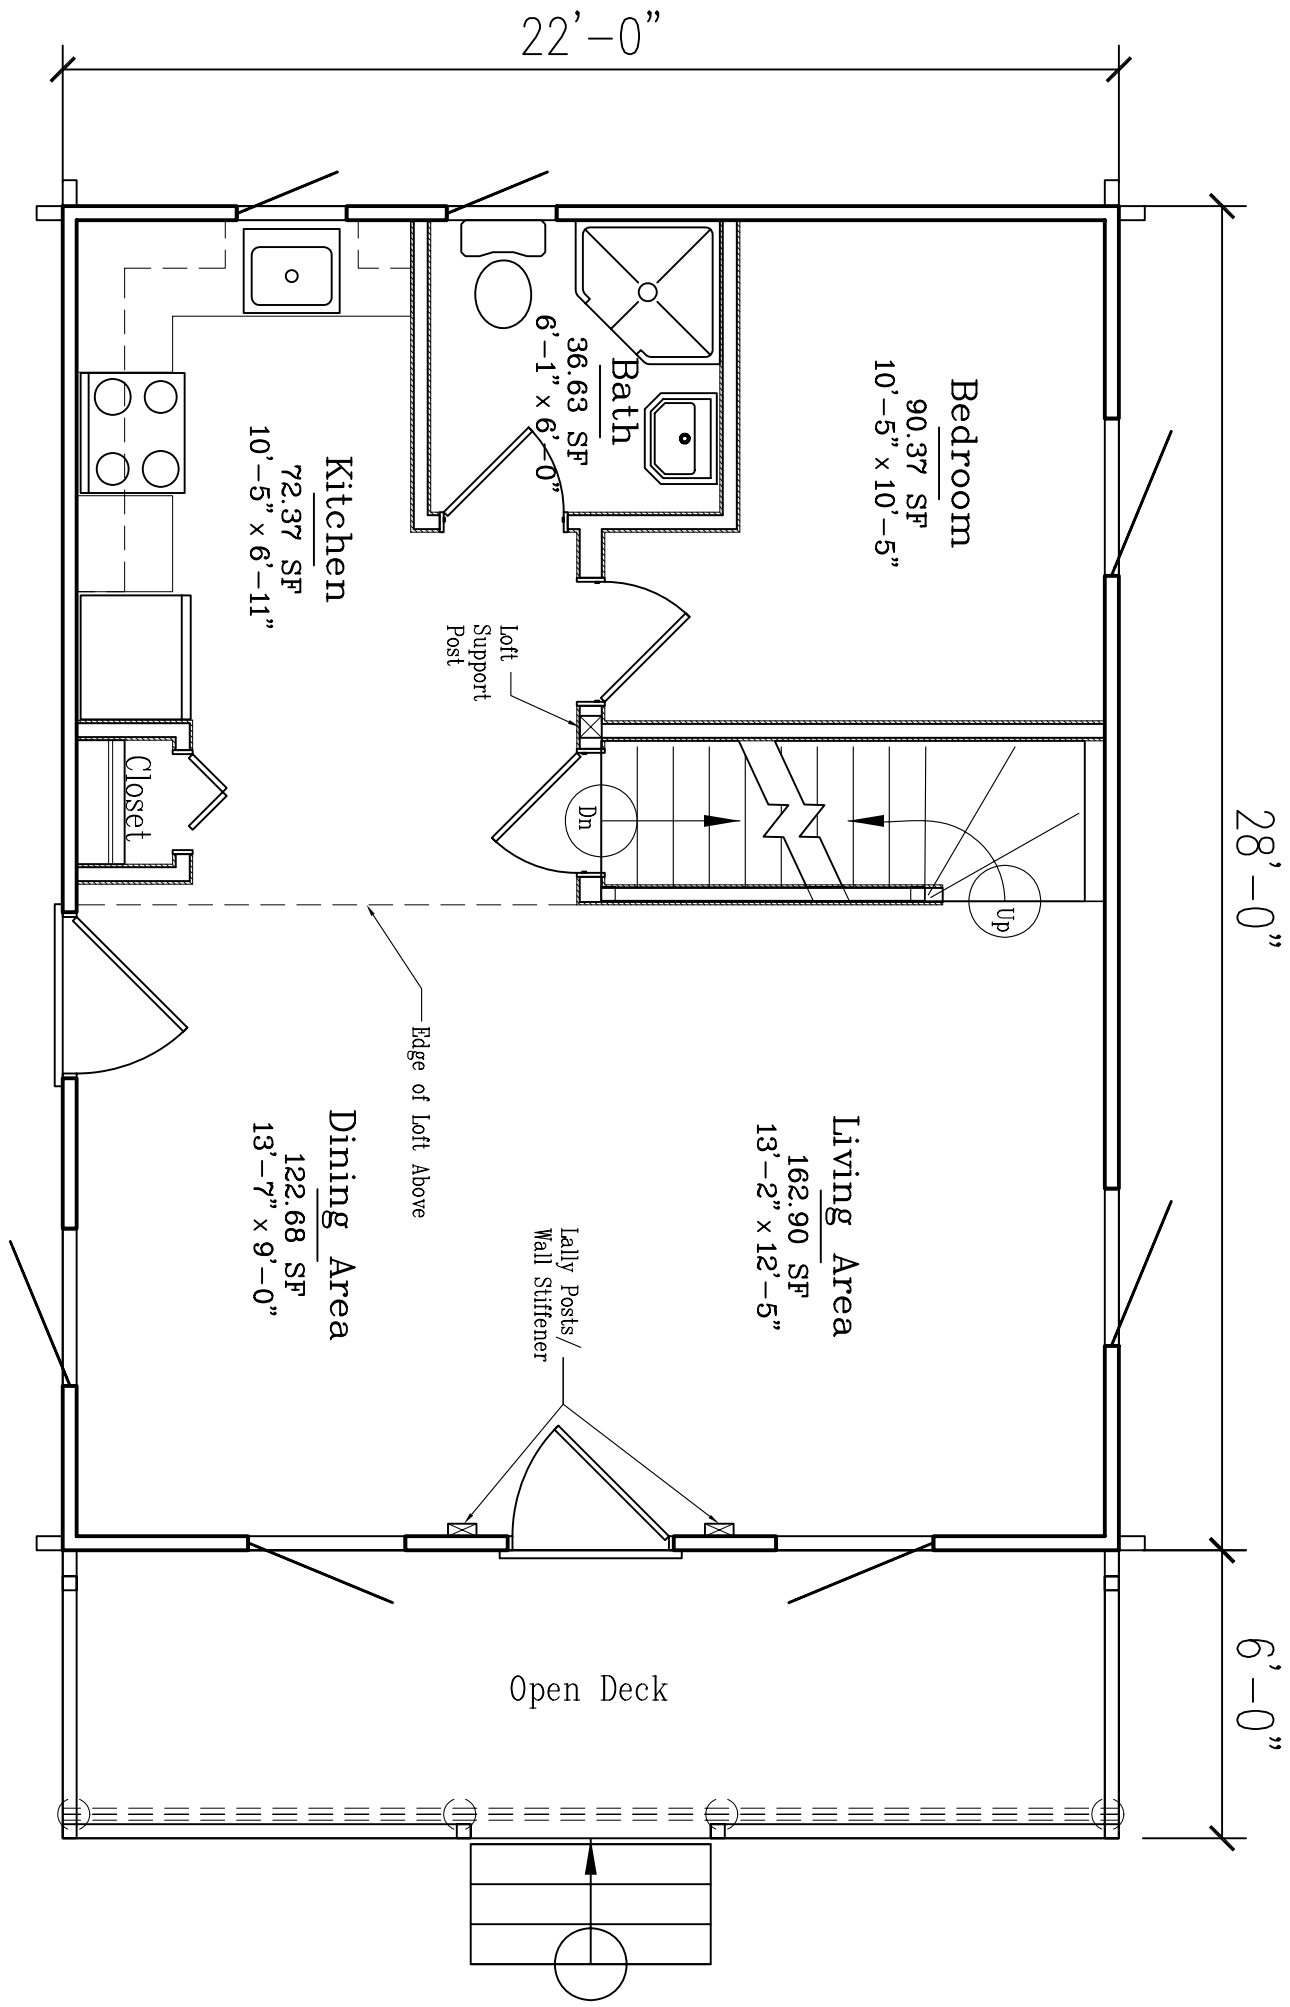 22'-0"
28'-0"
6'-0"
Bedroom
90.37 SF
10'-5" x 10'-5"
Bath
36.63 SF
6'-1" x 6'-0"
Kitchen
72.37 SF
10'-5" x 6'-11"
Loft
Support
Post
Closet
Dn
Up
Edge of Loft Above
Living Area
162.90 SF
13'-2" x 12'-5"
Dining Area
122.68 SF
13'-7" x 9'-0"
Lally Posts/
Wall Stiffener
Open Deck